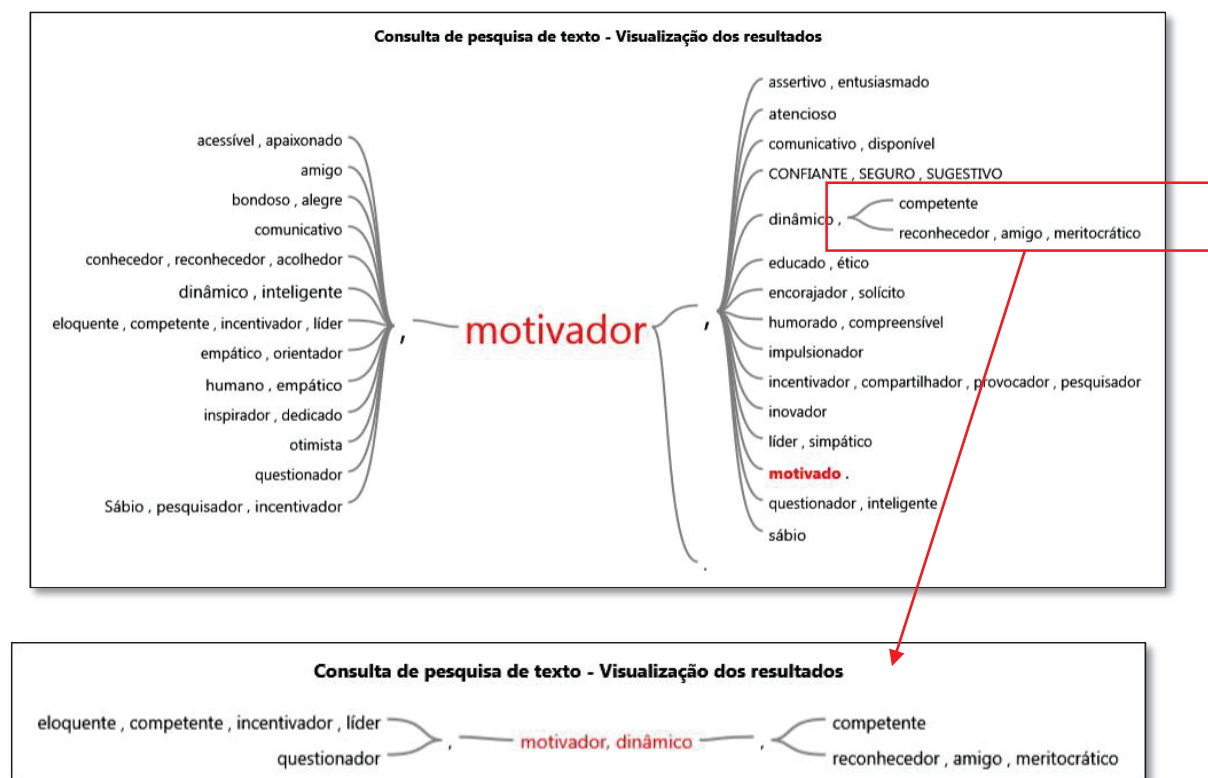 Consulta de pesquisa de texto - Visualização dos resultados
acessível , apaixonado
amigo
bondoso , alegre
comunicativo
conhecedor , reconhecedor , acolhedor
dinâmico , inteligente
eloquente , competente , incentivador , líder
empático , orientador
humano , empático
inspirador , dedicado
otimista
questionador
Sábio , pesquisador , incentivador
,
motivador
,
.
assertivo , entusiasmado
atencioso
comunicativo , disponível
CONFIANTE , SEGURO , SUGESTIVO
dinâmico ,
competente
reconhecedor , amigo , meritocrático
educado , ético
encorajador , solícito
humorado , compreensível
impulsionador
incentivador , compartilhador , provocador , pesquisador
inovador
líder , simpático
motivado .
questionador , inteligente
sábio
Consulta de pesquisa de texto - Visualização dos resultados
eloquente , competente , incentivador , líder
questionador
,
motivador, dinâmico
,
competente
reconhecedor , amigo , meritocrático